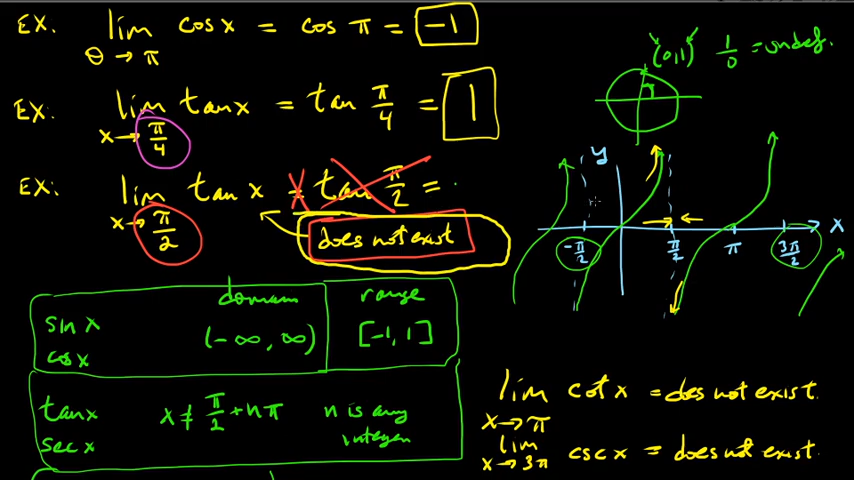 EX. lim cos x = cos π = -1
θ → π
EX: lim tan x = tan π/4 = 1
x → π/4
EX: lim tan x = tan π/2 =
x → π/2
does not exist
(0,1) 1/0 = undef.
y
x
-π/2 π/2 π 3π/2
domain range
sin x
cos x
(-∞, ∞) [-1, 1]
tan x
sec x
x ≠ π/2 + nπ n is any
integer
lim cot x = does not exist.
x → π
lim csc x = does not exist.
x → 3π